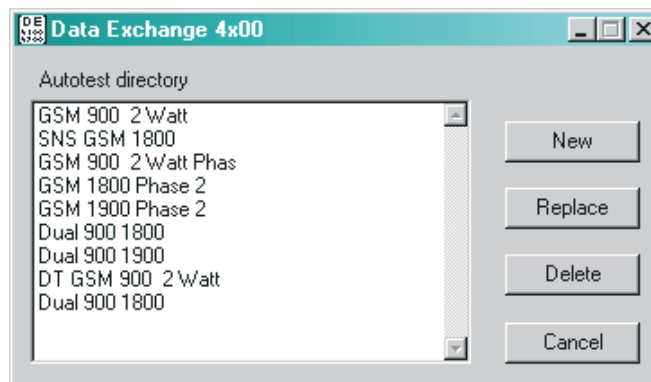 Data Exchange 4x00
Autotest directory
GSM 900  2 Watt
SNS GSM 1800
GSM 900  2 Watt Phas
GSM 1800 Phase 2
GSM 1900 Phase 2
Dual 900 1800
Dual 900 1900
DT GSM 900  2 Watt
Dual 900 1800
New
Replace
Delete
Cancel